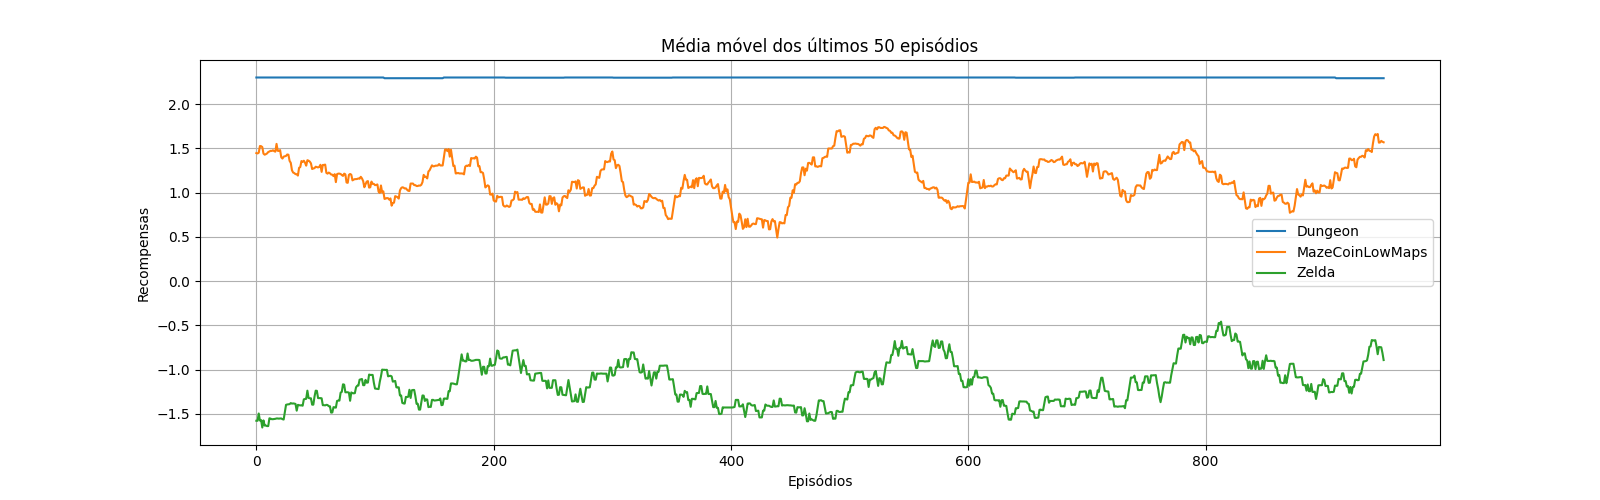 Média móvel dos últimos 50 episódios
Recompensas
2.0
1.5
1.0
0.5
0.0
−0.5
−1.0
−1.5
Dungeon
MazeCoinLowMaps
Zelda
0 200 400 600 800
Episódios